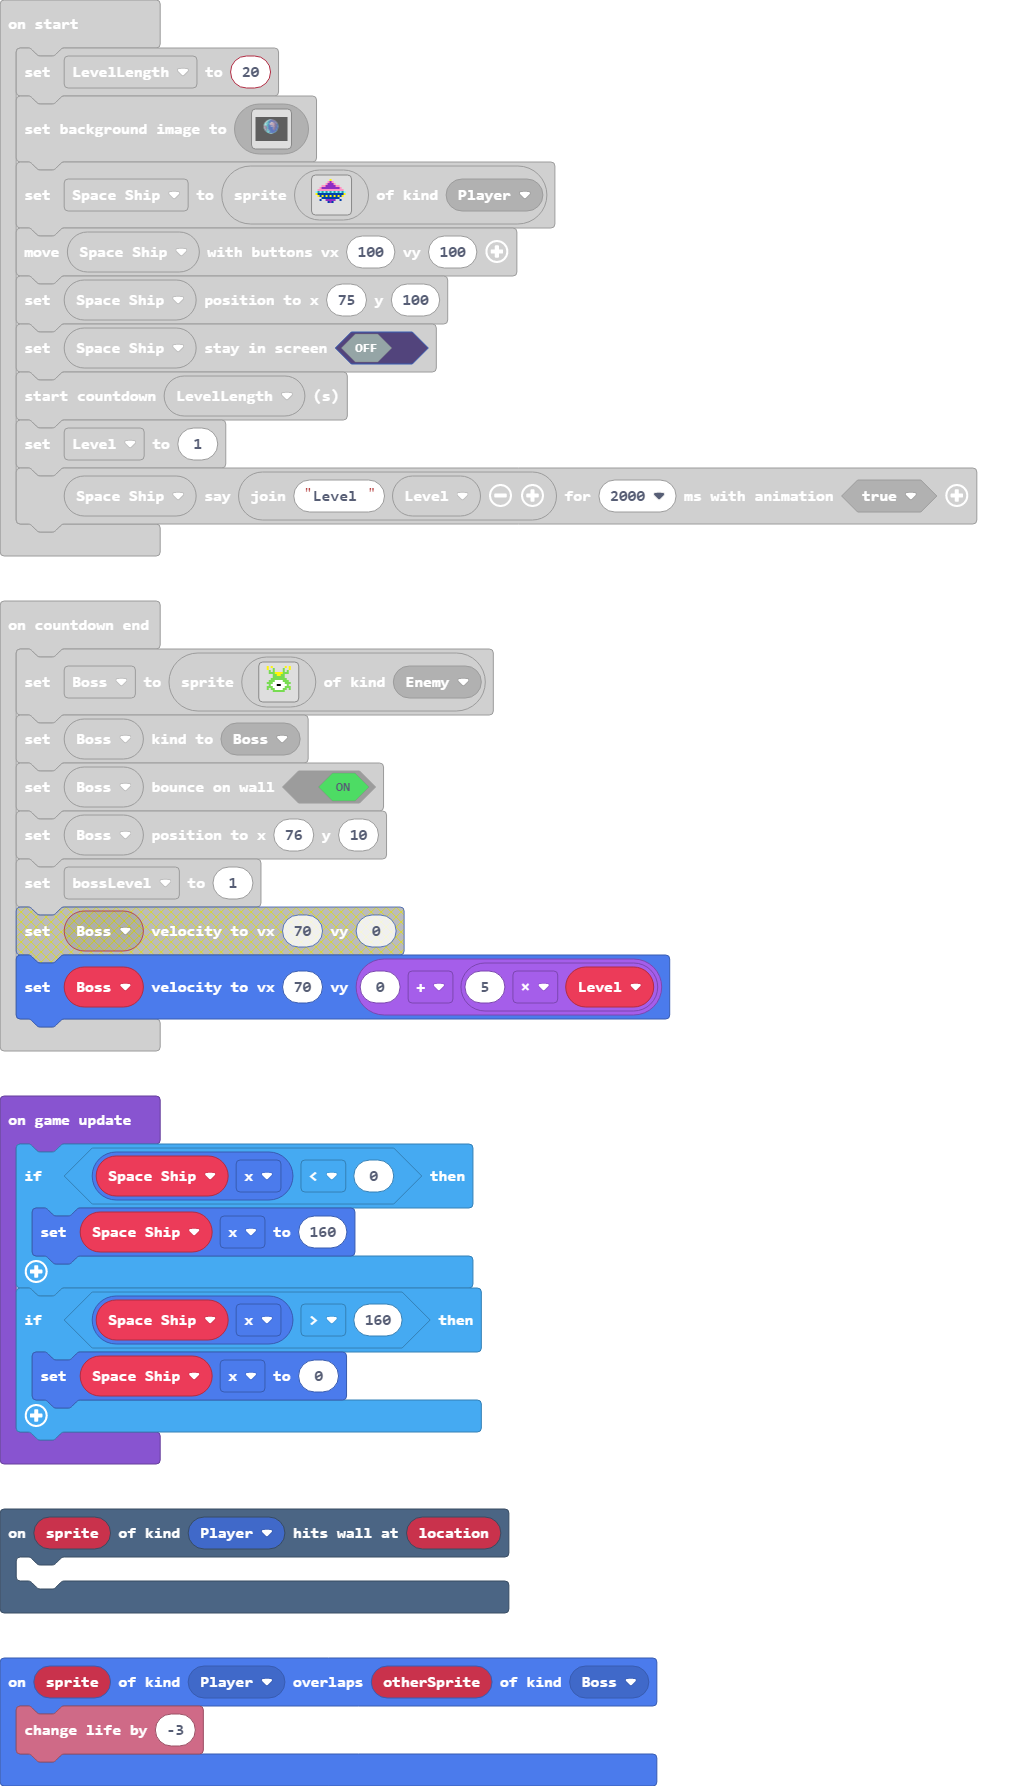 on start
set LevelLength to 20
set background image to
set Space Ship to sprite of kind Player
move Space Ship with buttons vx 100 vy 100
set Space Ship position to x 75 y 100
set Space Ship stay in screen OFF
start countdown LevelLength (s)
set Level to 1
Space Ship say join "Level " Level for 2000 ms with animation true
on countdown end
set Boss to sprite of kind Enemy
set Boss kind to Boss
set Boss bounce on wall ON
set Boss position to x 76 y 10
set bossLevel to 1
set Boss velocity to vx 70 vy 0
set Boss velocity to vx 70 vy 0 + 5 × Level
on game update
if Space Ship x < 0 then
set Space Ship x to 160
if Space Ship x > 160 then
set Space Ship x to 0
on sprite of kind Player hits wall at location
on sprite of kind Player overlaps otherSprite of kind Boss
change life by -3